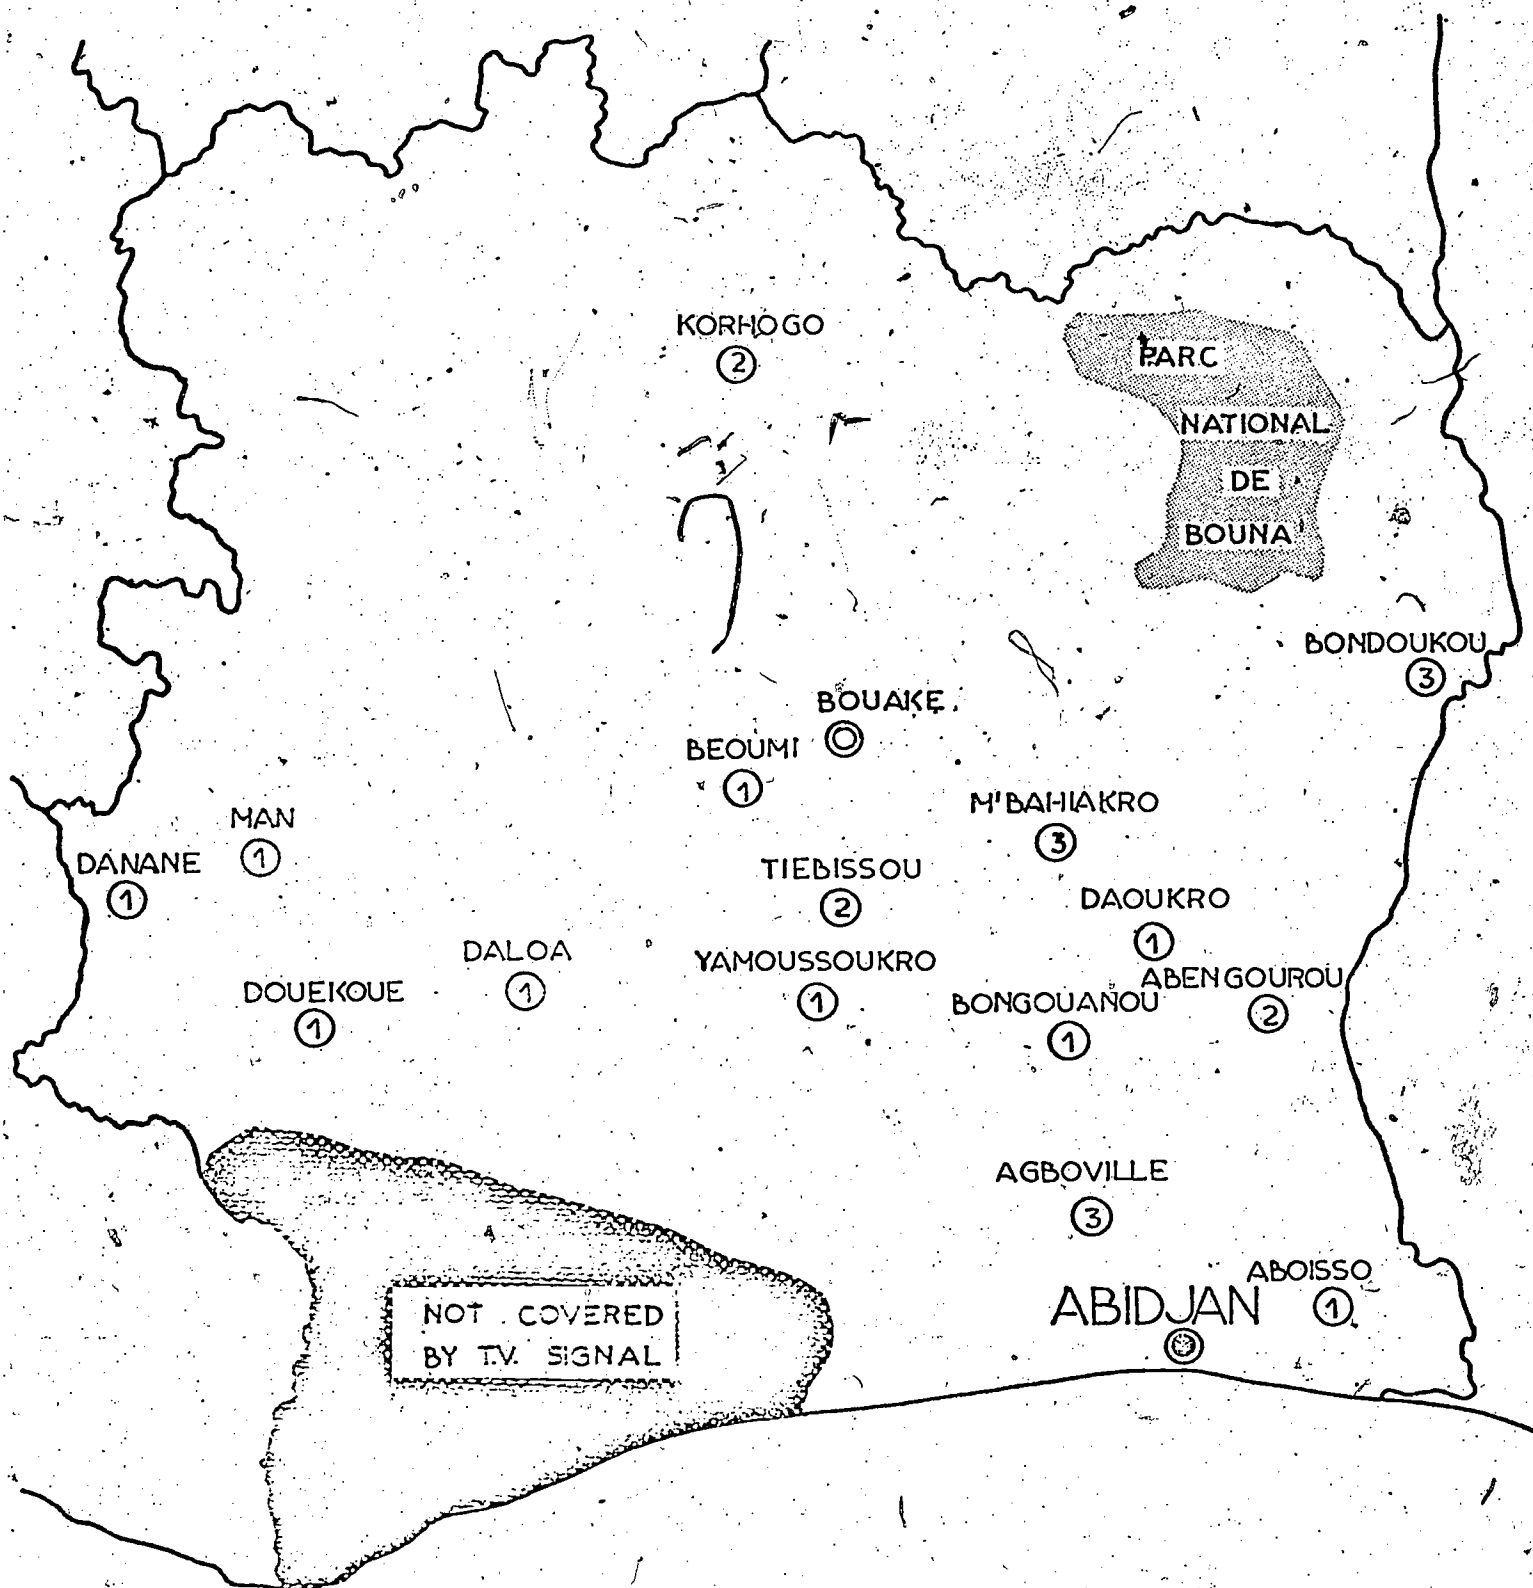 KORHOGO
2
PARC
NATIONAL
DE
BOUNA
BONDOUKOU
3
BOUAKE
BEOUMI
1
M'BAHIAKRO
3
MAN
1
DANANE
1
TIEBISSOU
2
DAOUKRO
1
DALOA
1
YAMOUSSOUKRO
1
ABENGOUROU
2
DOUEKOUE
1
BONGOUANOU
1
AGBOVILLE
3
ABOISSO
1
ABIDJAN
NOT COVERED
BY T.V. SIGNAL